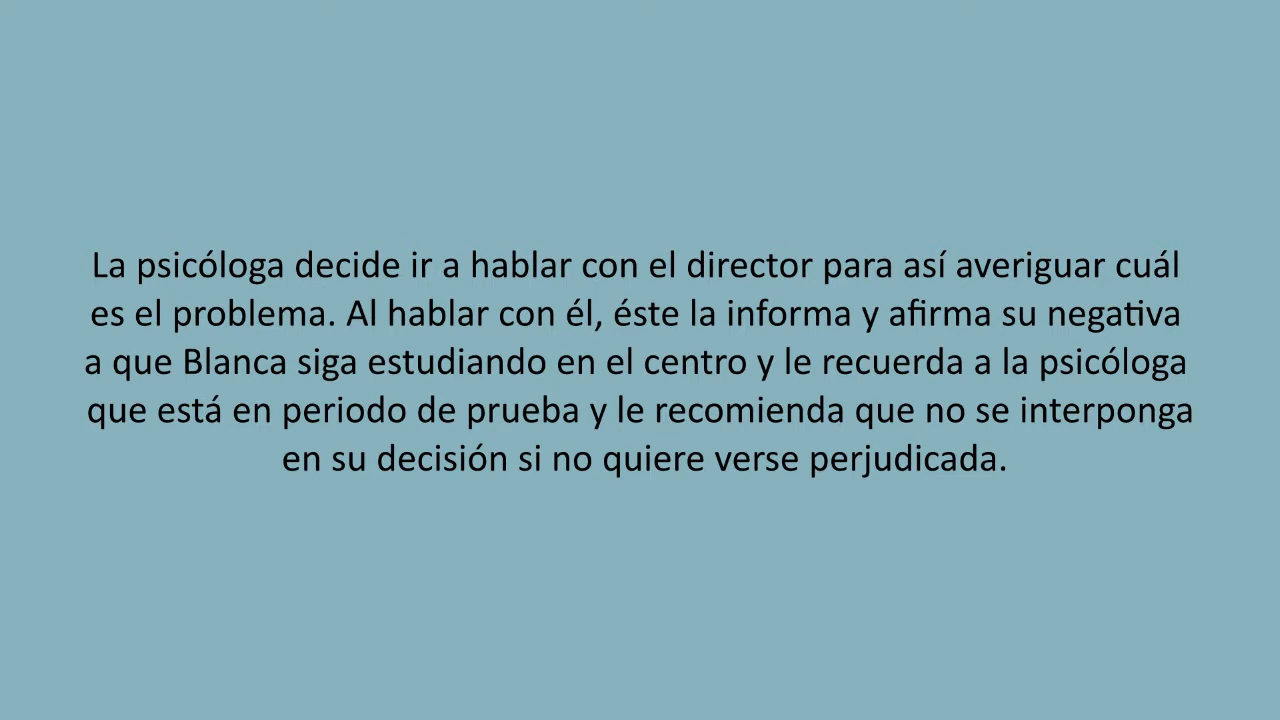 La psicóloga decide ir a hablar con el director para así averiguar cuál
es el problema. Al hablar con él, éste la informa y afirma su negativa
a que Blanca siga estudiando en el centro y le recuerda a la psicóloga
que está en periodo de prueba y le recomienda que no se interponga
en su decisión si no quiere verse perjudicada.